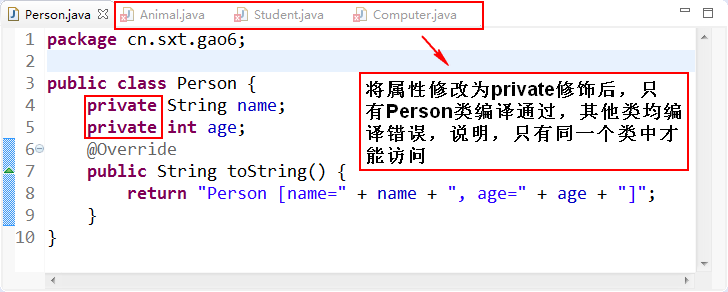 Person.java Animal.java Student.java Computer.java
1 package cn.sxt.gao6;
2
3 public class Person {
4 private String name;
5 private int age;
6 @Override
7 public String toString() {
8 return "Person [name=" + name + ", age=" + age + "]";
9 }
10 }
将属性修改为private修饰后，只
有Person类编译通过，其他类均编
译错误，说明，只有同一个类中才
能访问